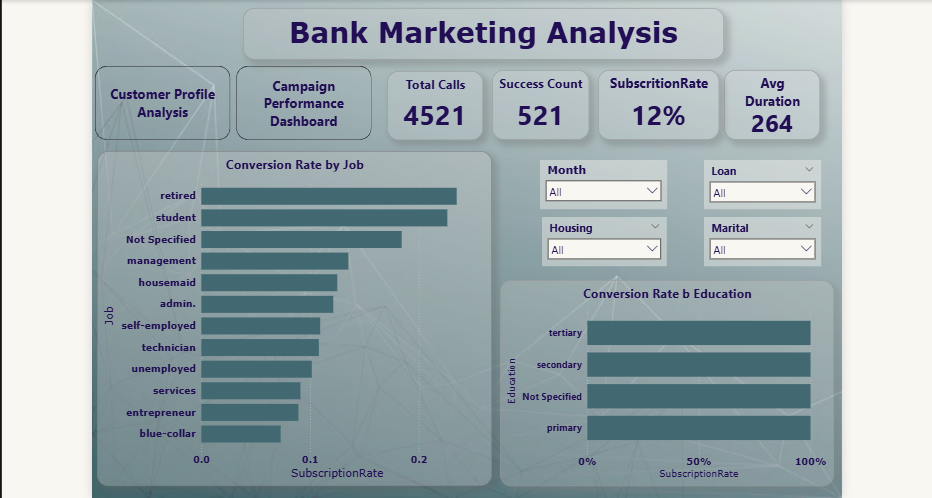 Bank Marketing Analysis
Customer Profile
Analysis
Campaign
Performance
Dashboard
Total Calls
4521
Success Count
521
SubscritionRate
12%
Avg
Duration
264
Conversion Rate by Job
Job
retired
student
Not Specified
management
housemaid
admin.
self-employed
technician
unemployed
services
entrepreneur
blue-collar
0.0 0.1 0.2
SubscriptionRate
Month
All
Loan
All
Housing
All
Marital
All
Conversion Rate b Education
Education
tertiary
secondary
Not Specified
primary
0% 50% 100%
SubscriptionRate